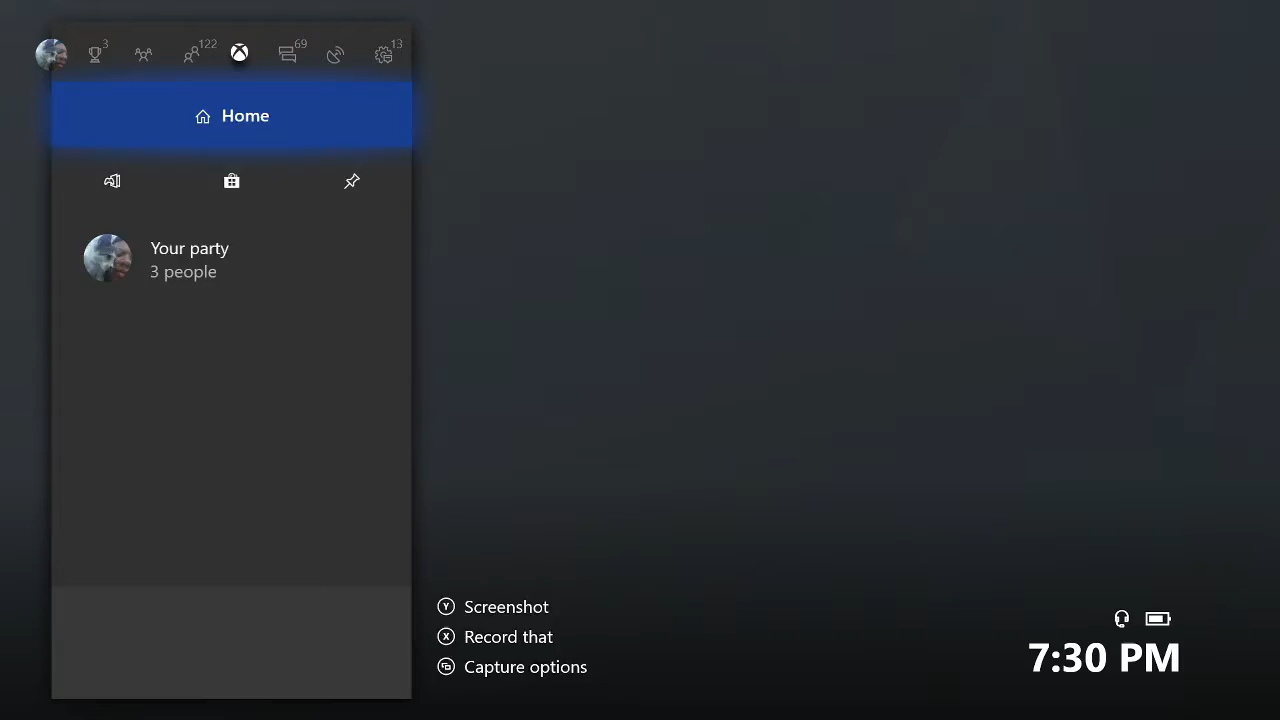 3
122
69
13
Home
Your party
3 people
Y Screenshot
X Record that
Capture options
7:30 PM